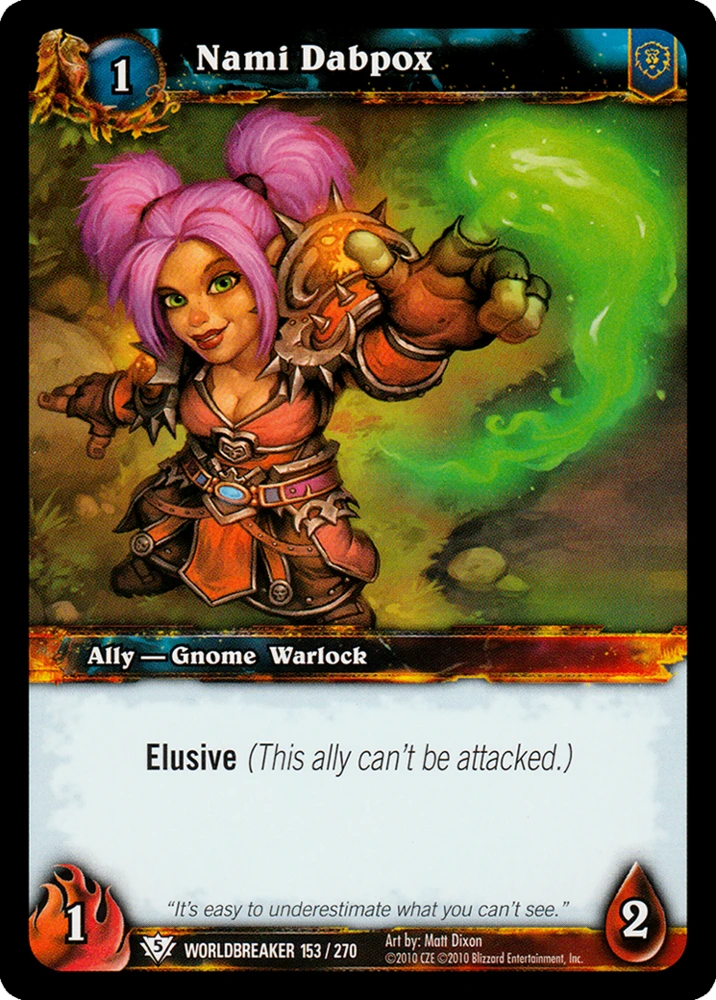 1
Nami Dabpox
Ally — Gnome Warlock
Elusive (This ally can't be attacked.)
"It's easy to underestimate what you can't see."
1
2
5
WORLDBREAKER 153 / 270
Art by: Matt Dixon
©2010 CZE ©2010 Blizzard Entertainment, Inc.